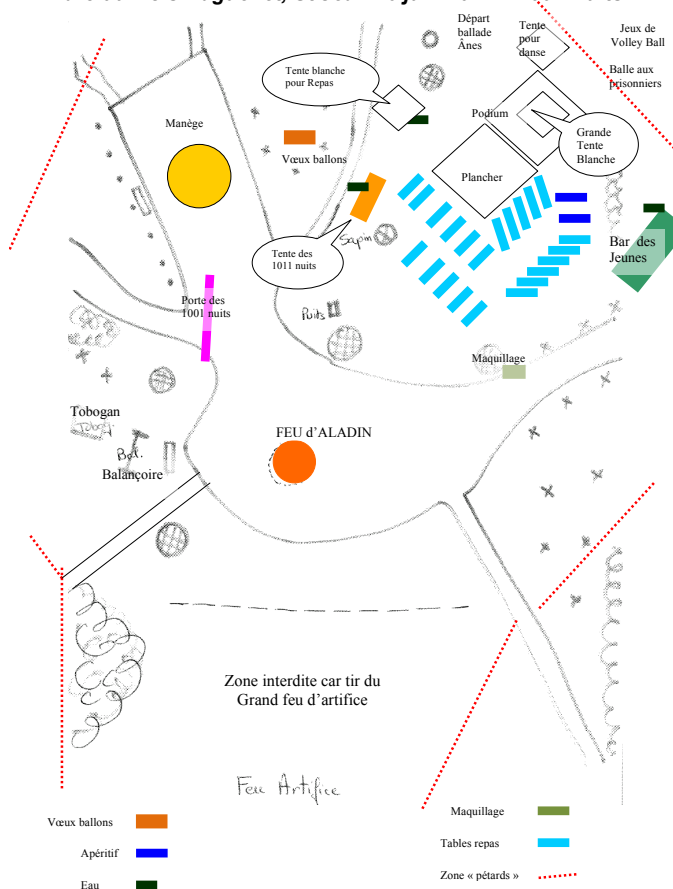 Départ
ballade
Ânes
Tente
pour
danse
Jeux de
Volley Ball
Balle aux
prisonniers
Tente blanche
pour Repas
Podium
Grande
Tente
Blanche
Manège
Vœux ballons
Plancher
Tente des
1011 nuits
Sapin
Bar des
Jeunes
Porte des
1001 nuits
Puits
Maquillage
Tobogan
Tobog.
Bal.
Balançoire
FEU d'ALADIN
Zone interdite car tir du
Grand feu d'artifice
Feu Artifice
Vœux ballons
Apéritif
Eau
Maquillage
Tables repas
Zone « pétards »